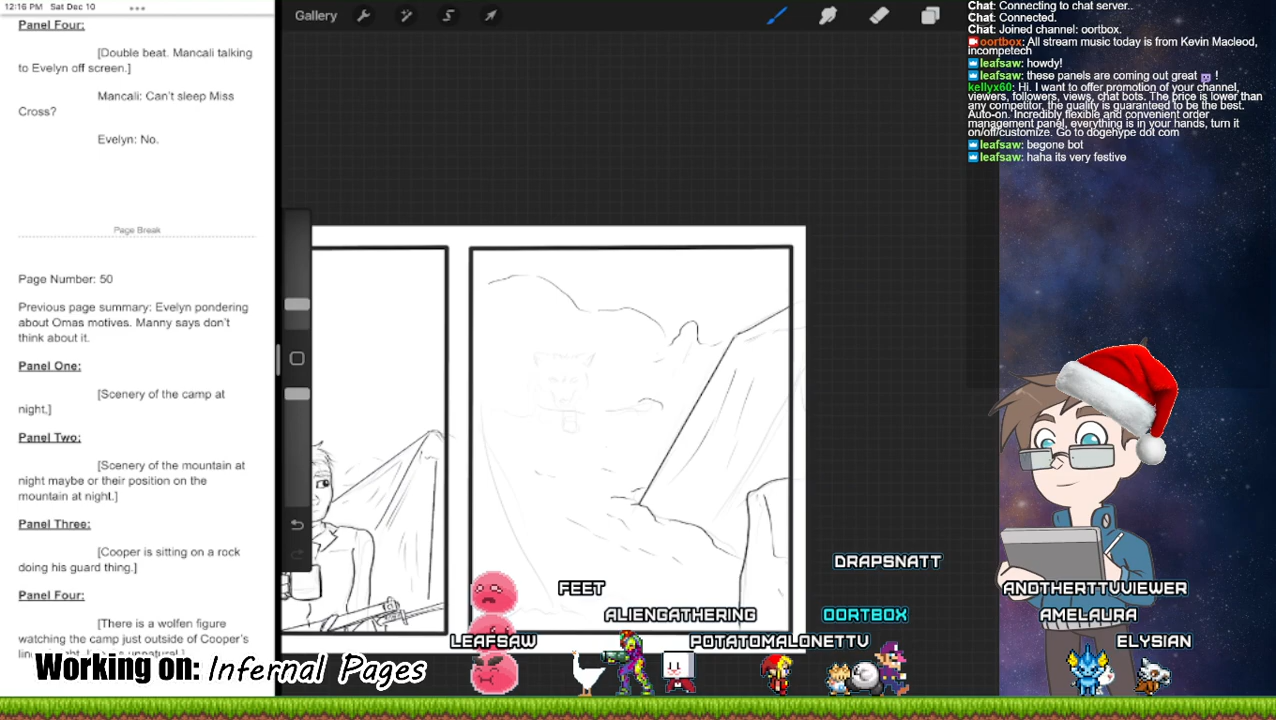 12:16 PM Sat Dec 10
Panel Four:
[Double beat. Mancali talking
to Evelyn off screen.]
Mancali: Can't sleep Miss
Cross?
Evelyn: No.
Page Break
Page Number: 50
Previous page summary: Evelyn pondering
about Omas motives. Manny says don't
think about it.
Panel One:
[Scenery of the camp at
night.]
Panel Two:
[Scenery of the mountain at
night maybe or their position on the
mountain at night.]
Panel Three:
[Cooper is sitting on a rock
doing his guard thing.]
Panel Four:
[There is a wolfen figure
watching the camp just outside of Cooper's
Working on: Infernal Pages
Gallery
Chat: Connecting to chat server..
Chat: Connected.
Chat: Joined channel: oortbox.
oortbox: All stream music today is from Kevin Macleod,
incompetech
leafsaw: howdy!
leafsaw: these panels are coming out great !
kellyx60: Hi. I want to offer promotion of your channel,
viewers, followers, views, chat bots. The price is lower than
any competitor, the quality is guaranteed to be the best.
Auto-on. Incredibly flexible and convenient order
management panel, everything is in your hands, turn it
on/off/customize. Go to dogehype dot com
leafsaw: begone bot
leafsaw: haha its very festive
DRAPSNATT
FEET
ANOTHERTTVVIEWER
ALIENGATHERING
OORTBOX
AMELAURA
LEAFSAW
POTATOMALONETTV
ELYSIAN